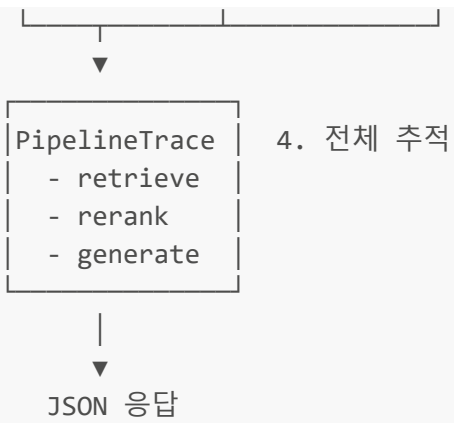 PipelineTrace 4. 전체 추적
- retrieve
- rerank
- generate
JSON 응답